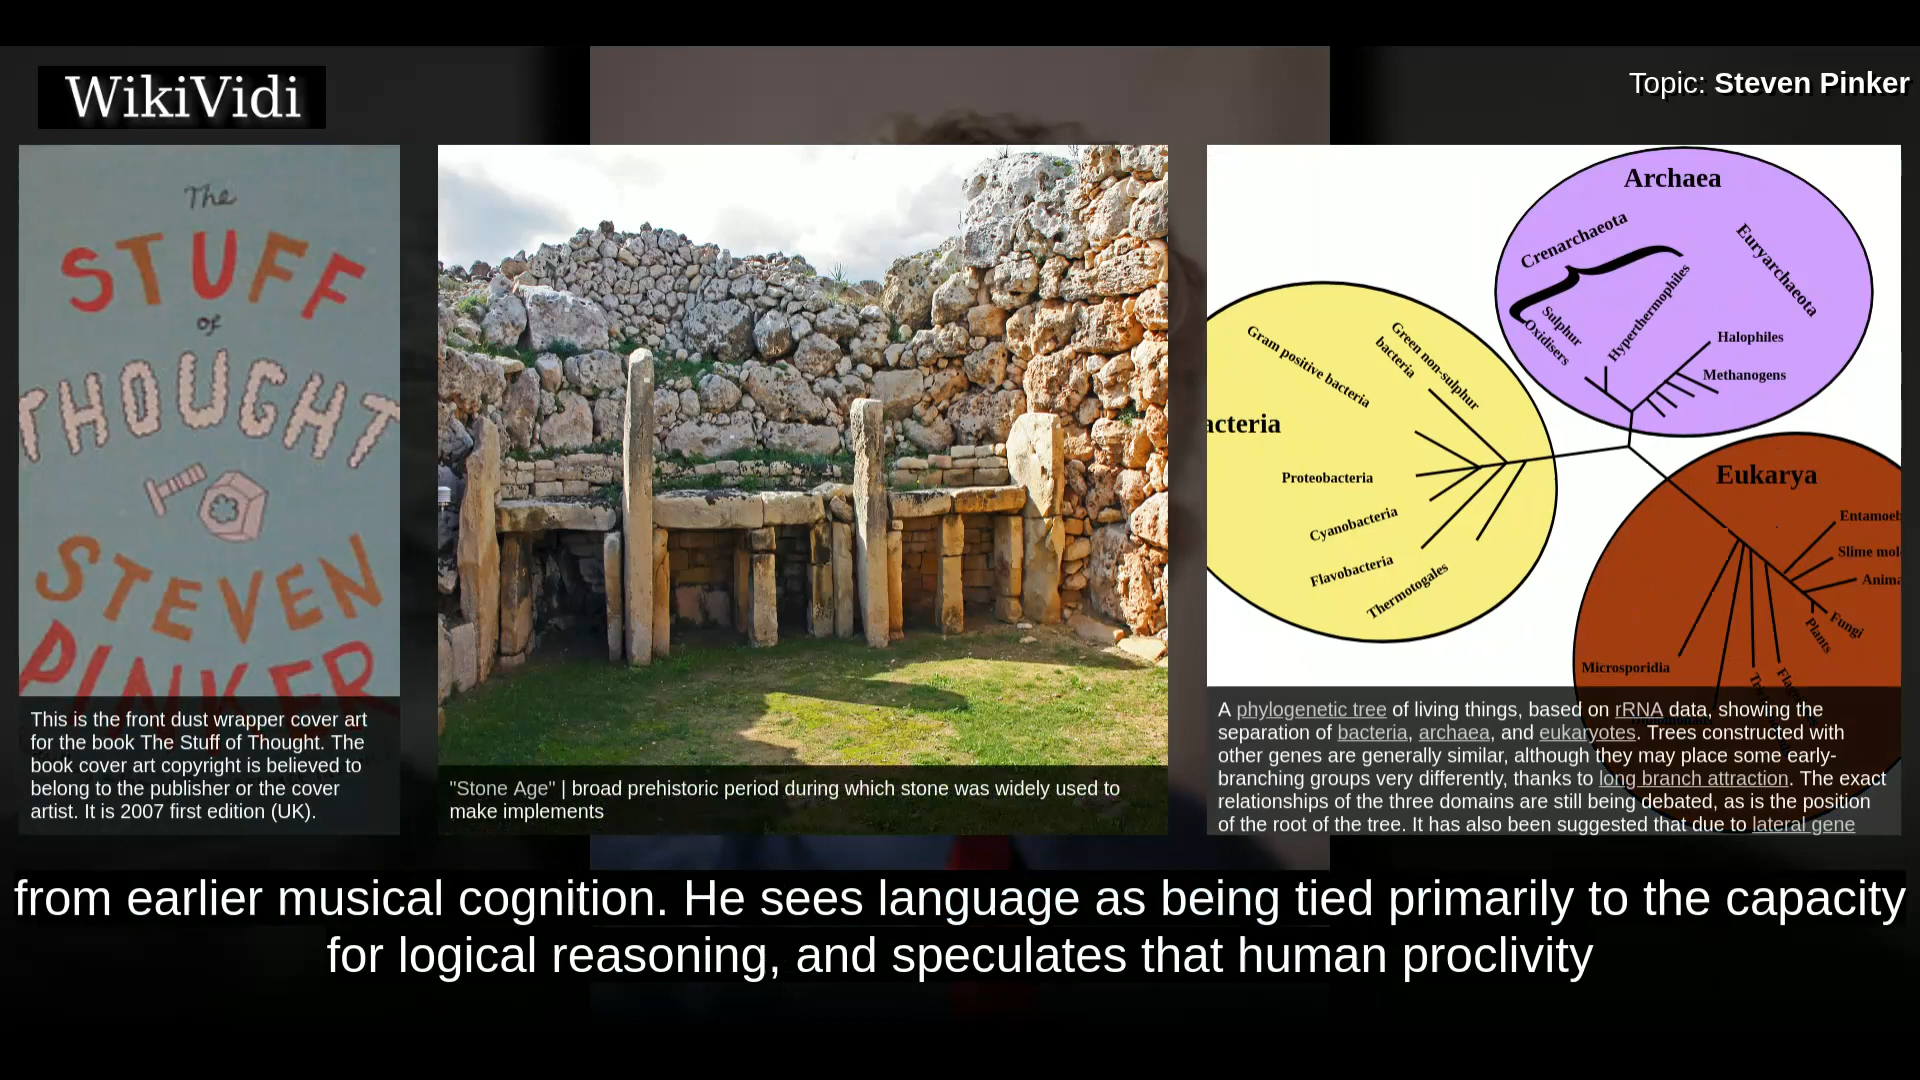 WikiVidi
Topic: Steven Pinker
The
STUFF
of
THOUGHT
STEVEN
PINKER
This is the front dust wrapper cover art
for the book The Stuff of Thought. The
book cover art copyright is believed to
belong to the publisher or the cover
artist. It is 2007 first edition (UK).
"Stone Age" | broad prehistoric period during which stone was widely used to
make implements
Archaea
Crenarchaeota
Euryarchaeota
Sulphur
Oxidisers
Hyperthermophiles
Halophiles
Methanogens
acteria
Gram positive bacteria
Green non-sulphur
bacteria
Proteobacteria
Cyanobacteria
Flavobacteria
Thermotogales
Eukarya
Entamoeb
Slime mol
Anima
Fungi
Plants
Microsporidia
A phylogenetic tree of living things, based on rRNA data, showing the
separation of bacteria, archaea, and eukaryotes. Trees constructed with
other genes are generally similar, although they may place some early-
branching groups very differently, thanks to long branch attraction. The exact
relationships of the three domains are still being debated, as is the position
of the root of the tree. It has also been suggested that due to lateral gene
from earlier musical cognition. He sees language as being tied primarily to the capacity
for logical reasoning, and speculates that human proclivity